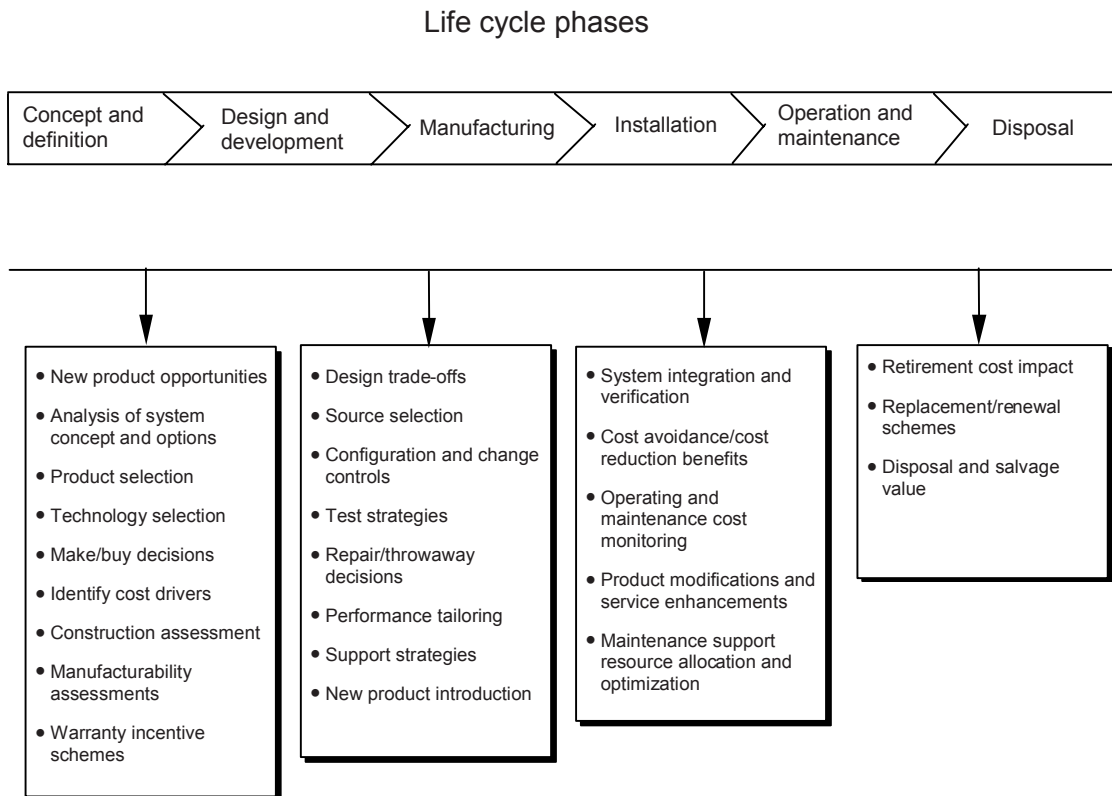 Life cycle phases
Concept and
definition
Design and
development
Manufacturing
Installation
Operation and
maintenance
Disposal
• New product opportunities
• Analysis of system
concept and options
• Product selection
• Technology selection
• Make/buy decisions
• Identify cost drivers
• Construction assessment
• Manufacturability
assessments
• Warranty incentive
schemes
• Design trade-offs
• Source selection
• Configuration and change
controls
• Test strategies
• Repair/throwaway
decisions
• Performance tailoring
• Support strategies
• New product introduction
• System integration and
verification
• Cost avoidance/cost
reduction benefits
• Operating and
maintenance cost
monitoring
• Product modifications and
service enhancements
• Maintenance support
resource allocation and
optimization
• Retirement cost impact
• Replacement/renewal
schemes
• Disposal and salvage
value